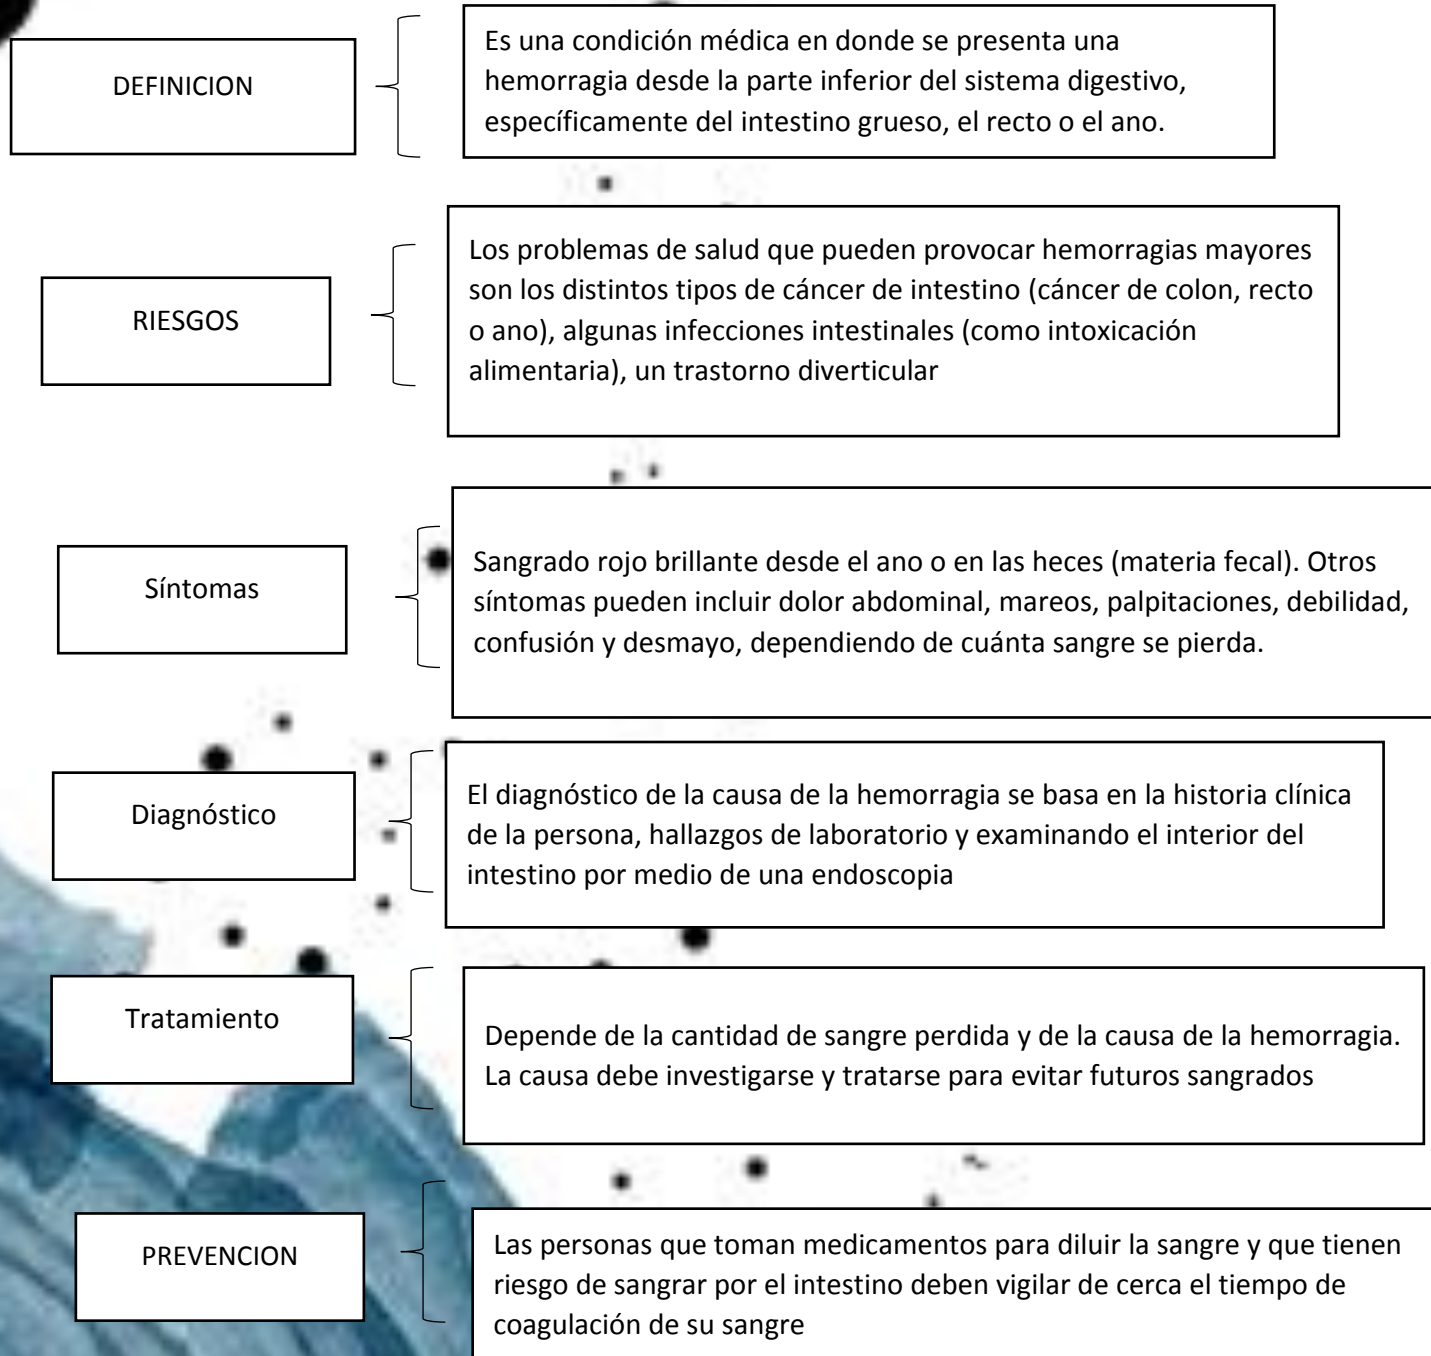 DEFINICION
Es una condición médica en donde se presenta una
hemorragia desde la parte inferior del sistema digestivo,
específicamente del intestino grueso, el recto o el ano.
RIESGOS
Los problemas de salud que pueden provocar hemorragias mayores
son los distintos tipos de cáncer de intestino (cáncer de colon, recto
o ano), algunas infecciones intestinales (como intoxicación
alimentaria), un trastorno diverticular
Síntomas
Sangrado rojo brillante desde el ano o en las heces (materia fecal). Otros
síntomas pueden incluir dolor abdominal, mareos, palpitaciones, debilidad,
confusión y desmayo, dependiendo de cuánta sangre se pierda.
Diagnóstico
El diagnóstico de la causa de la hemorragia se basa en la historia clínica
de la persona, hallazgos de laboratorio y examinando el interior del
intestino por medio de una endoscopia
Tratamiento
Depende de la cantidad de sangre perdida y de la causa de la hemorragia.
La causa debe investigarse y tratarse para evitar futuros sangrados
PREVENCION
Las personas que toman medicamentos para diluir la sangre y que tienen
riesgo de sangrar por el intestino deben vigilar de cerca el tiempo de
coagulación de su sangre